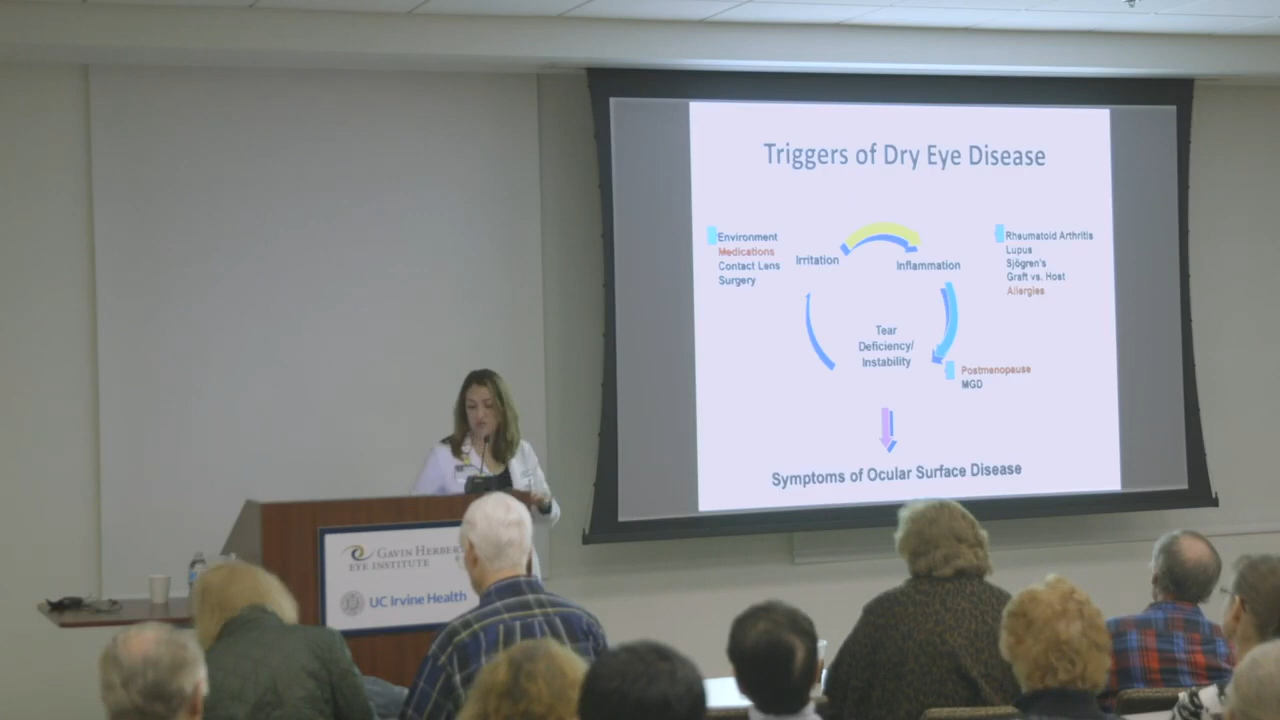 Triggers of Dry Eye Disease
Environment
Medications
Contact Lens
Surgery
Irritation
Inflammation
Rheumatoid Arthritis
Lupus
Sjögren's
Graft vs. Host
Allergies
Tear
Deficiency/
Instability
Postmenopause
MGD
Symptoms of Ocular Surface Disease
GAVIN HERBER
EYE INSTITUTE
UC Irvine Health